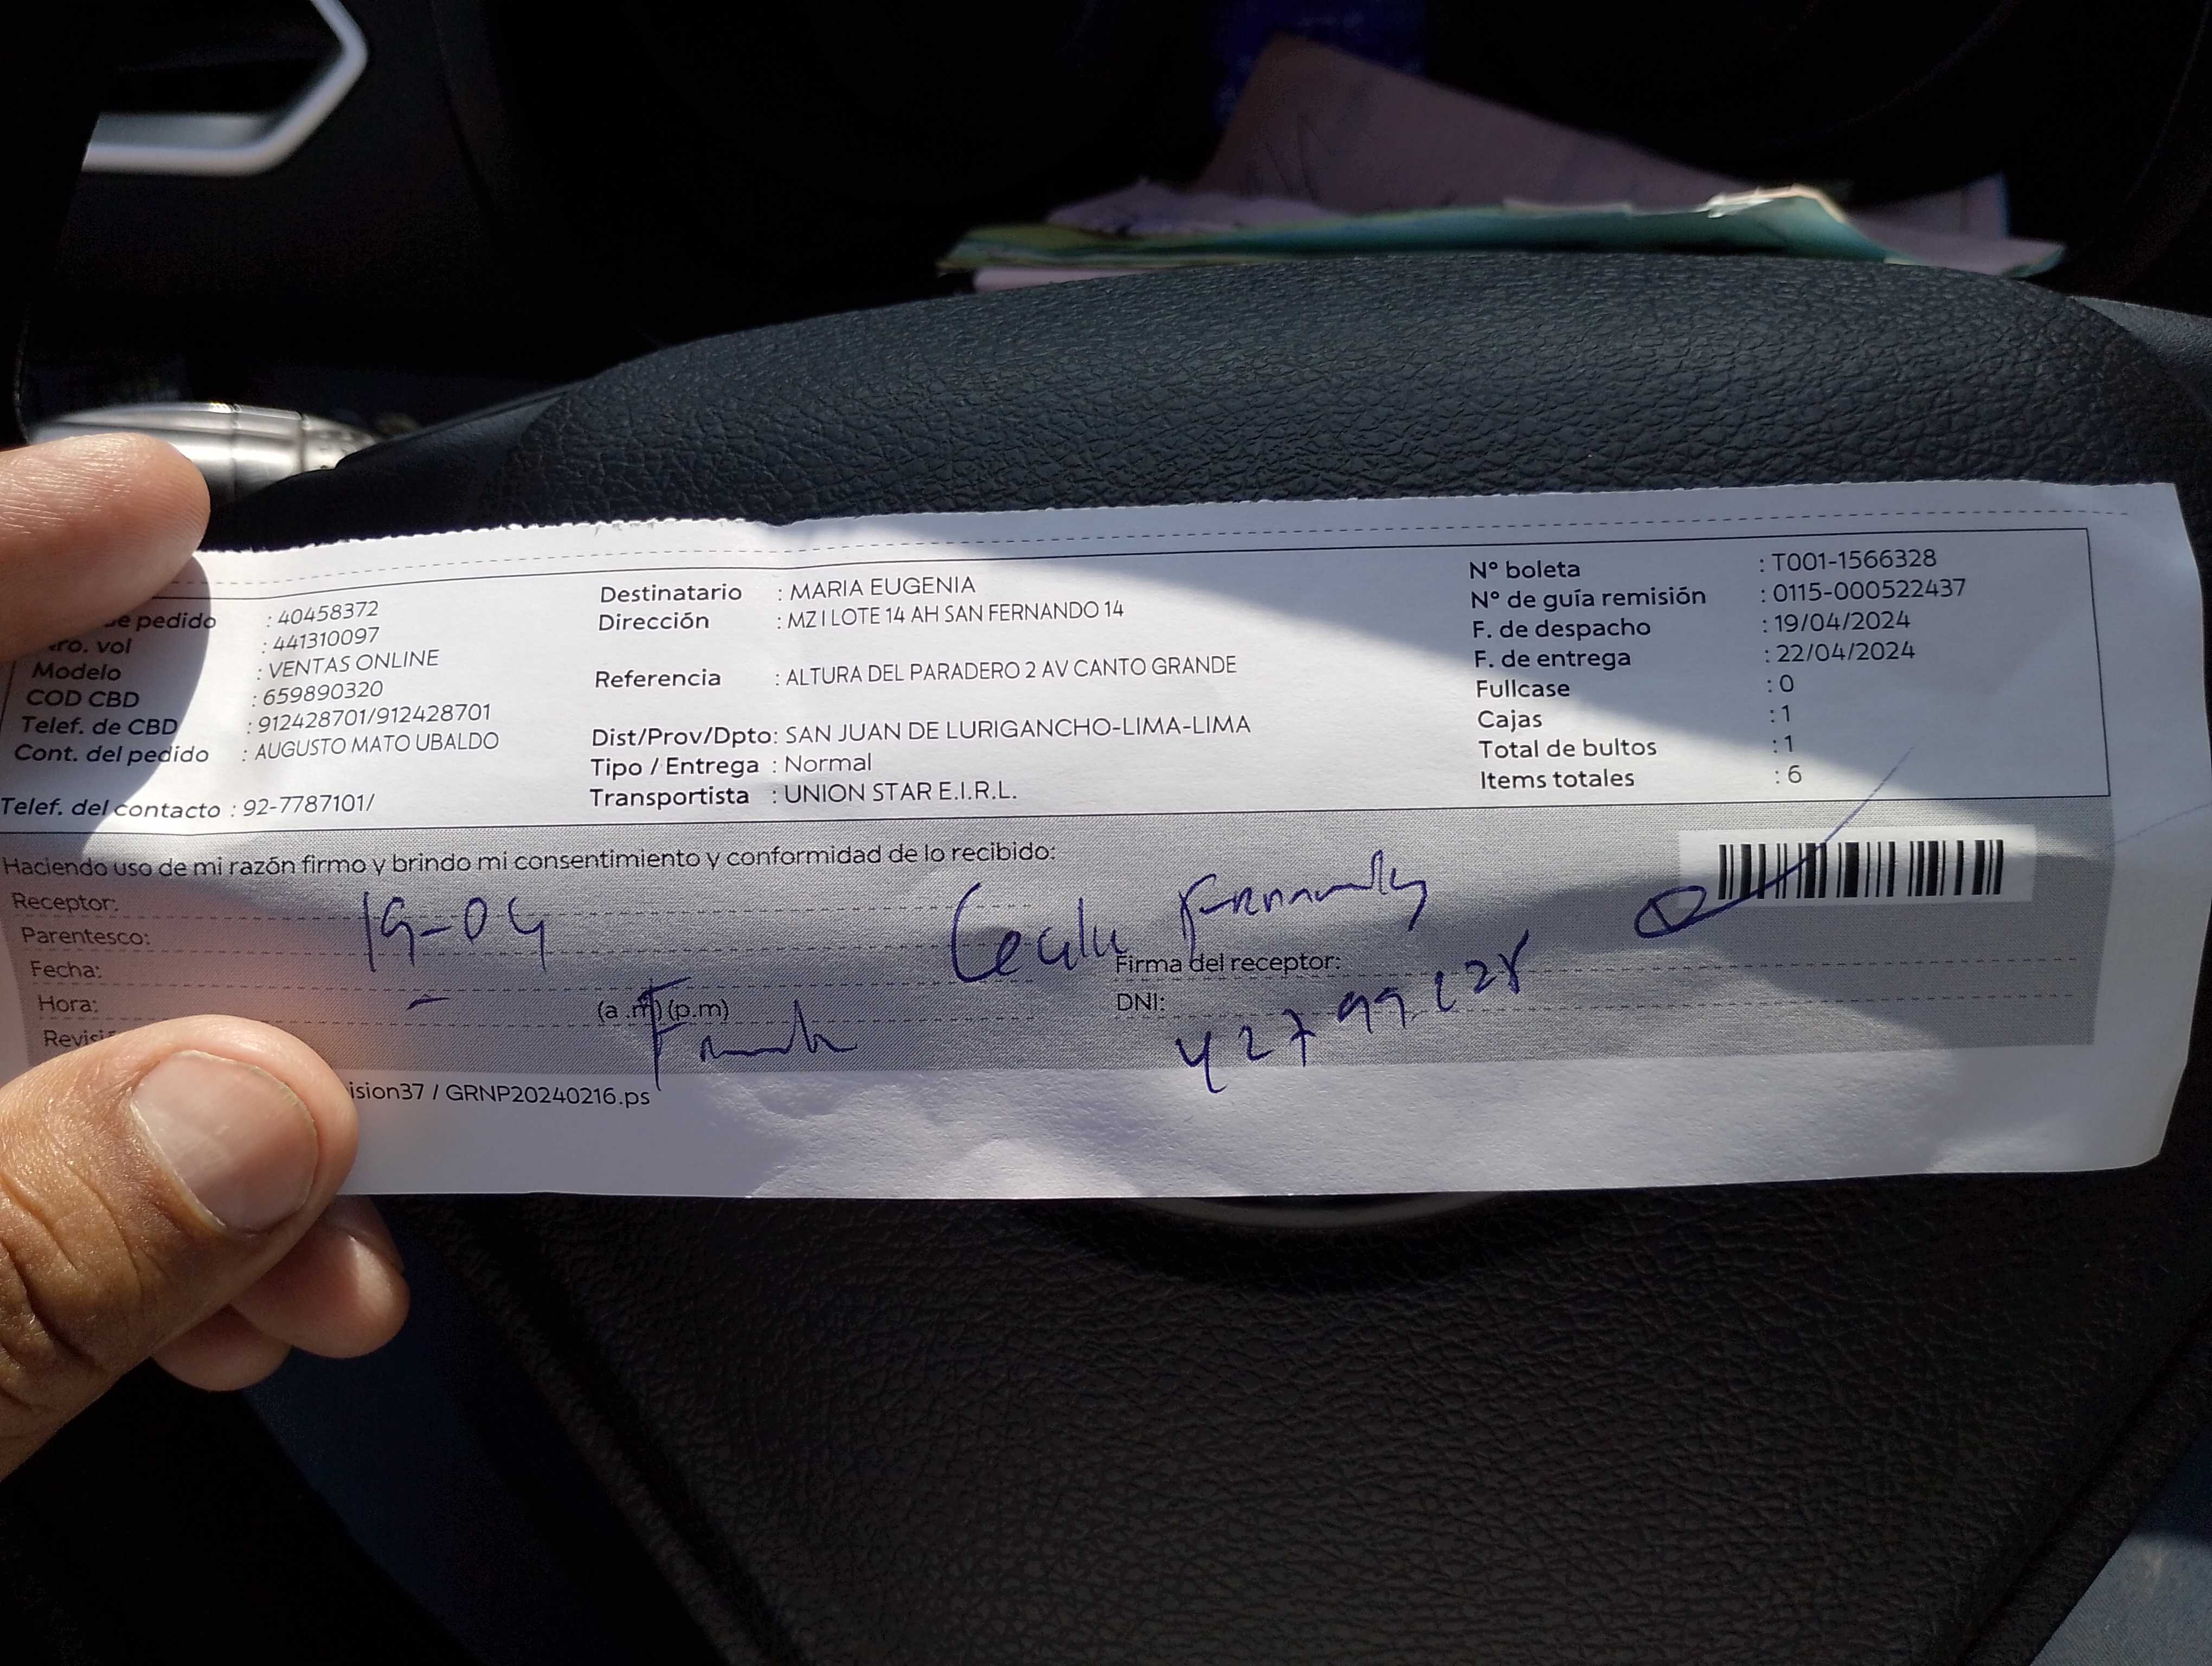 e pedido : 40458372
ro. vol : 441310097
Modelo : VENTAS ONLINE
COD CBD : 659890320
Telef. de CBD : 912428701/912428701
Cont. del pedido : AUGUSTO MATO UBALDO
Telef. del contacto : 92-7787101/
Destinatario : MARIA EUGENIA
Dirección : MZ I LOTE 14 AH SAN FERNANDO 14
Referencia : ALTURA DEL PARADERO 2 AV CANTO GRANDE
Dist/Prov/Dpto: SAN JUAN DE LURIGANCHO-LIMA-LIMA
Tipo / Entrega : Normal
Transportista : UNION STAR E.I.R.L.
N° boleta : T001-1566328
N° de guía remisión : 0115-000522437
F. de despacho : 19/04/2024
F. de entrega : 22/04/2024
Fullcase : 0
Cajas : 1
Total de bultos : 1
Items totales : 6
Haciendo uso de mi razón firmo y brindo mi consentimiento y conformidad de lo recibido:
Receptor:
Parentesco: 19-04
Fecha:
Hora: (a .m) (p.m)
Revisi
Firma del receptor:
DNI:
ision37 / GRNP20240216.ps